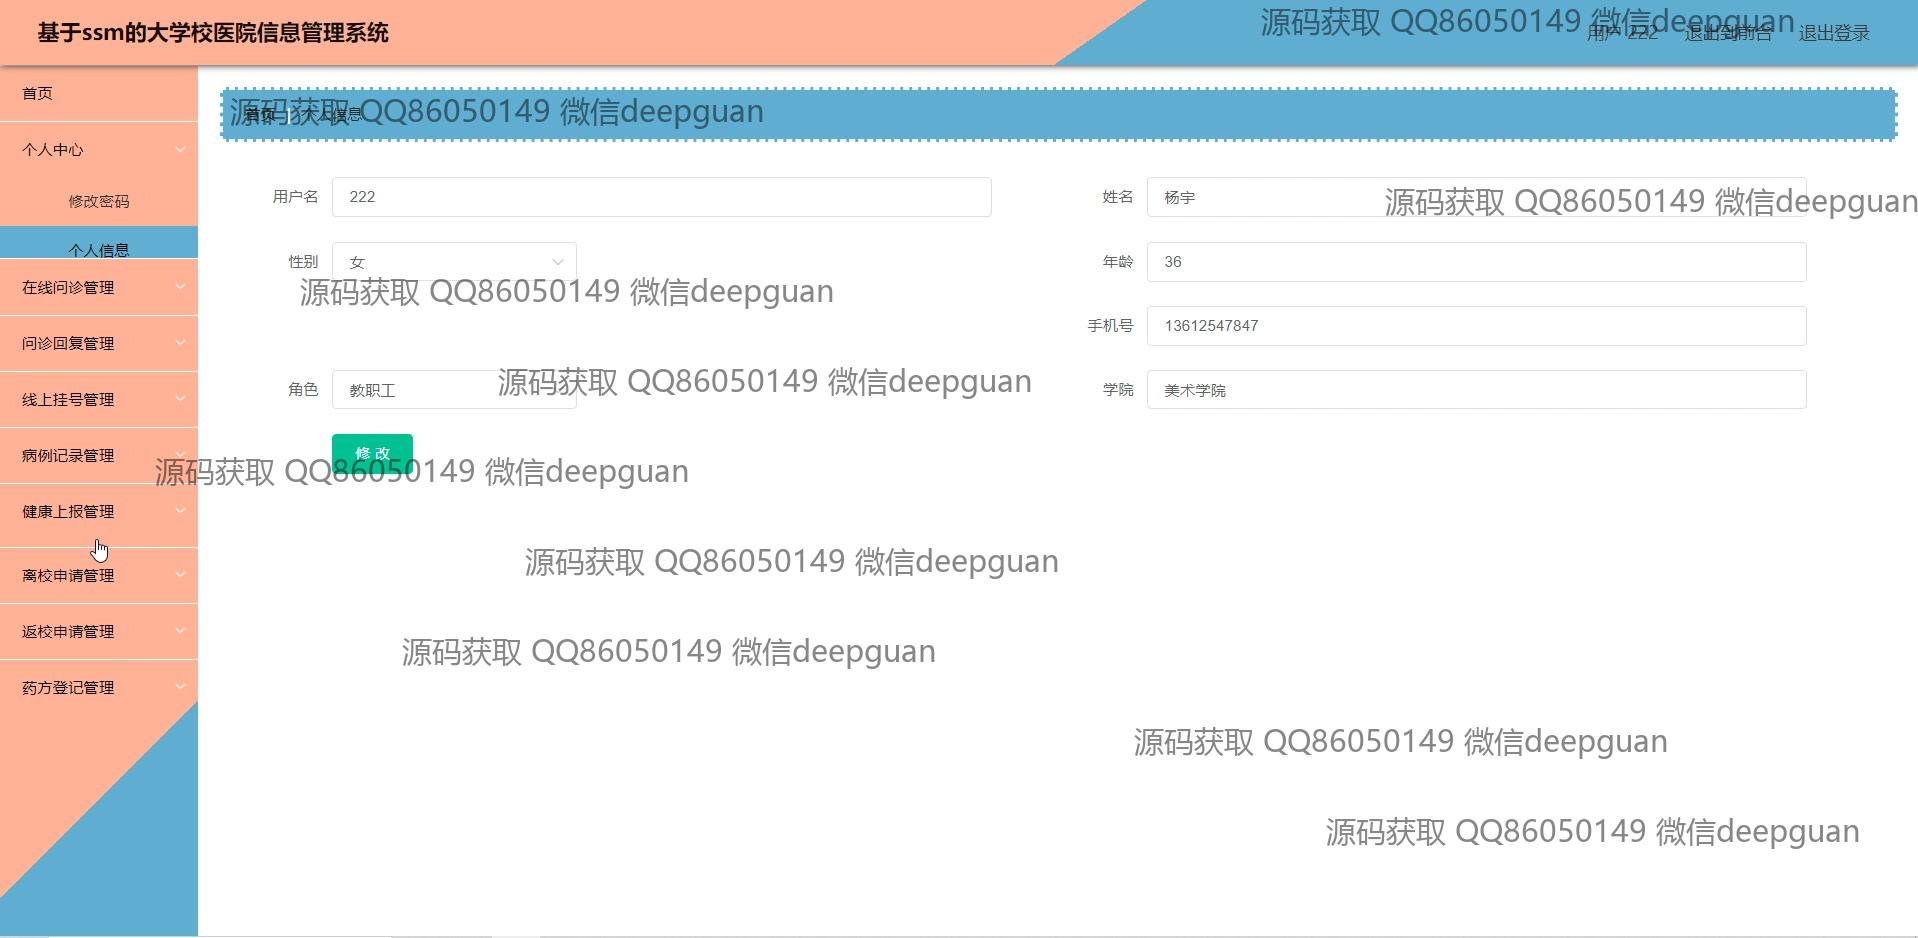 基于ssm的大学校医院信息管理系统
源码获取 QQ86050149 微信deepguan
用户 222 退出到前台 退出登录
首页
源码获取 QQ86050149 微信deepguan
首页 个人信息
个人中心
修改密码
个人信息
在线问诊管理
问诊回复管理
线上挂号管理
病例记录管理
健康上报管理
离校申请管理
返校申请管理
药方登记管理
用户名 222
姓名 杨宇
源码获取 QQ86050149 微信deepguan
性别 女
年龄 36
源码获取 QQ86050149 微信deepguan
手机号 13612547847
角色 教职工
源码获取 QQ86050149 微信deepguan
学院 美术学院
修改
源码获取 QQ86050149 微信deepguan
源码获取 QQ86050149 微信deepguan
源码获取 QQ86050149 微信deepguan
源码获取 QQ86050149 微信deepguan
源码获取 QQ86050149 微信deepguan